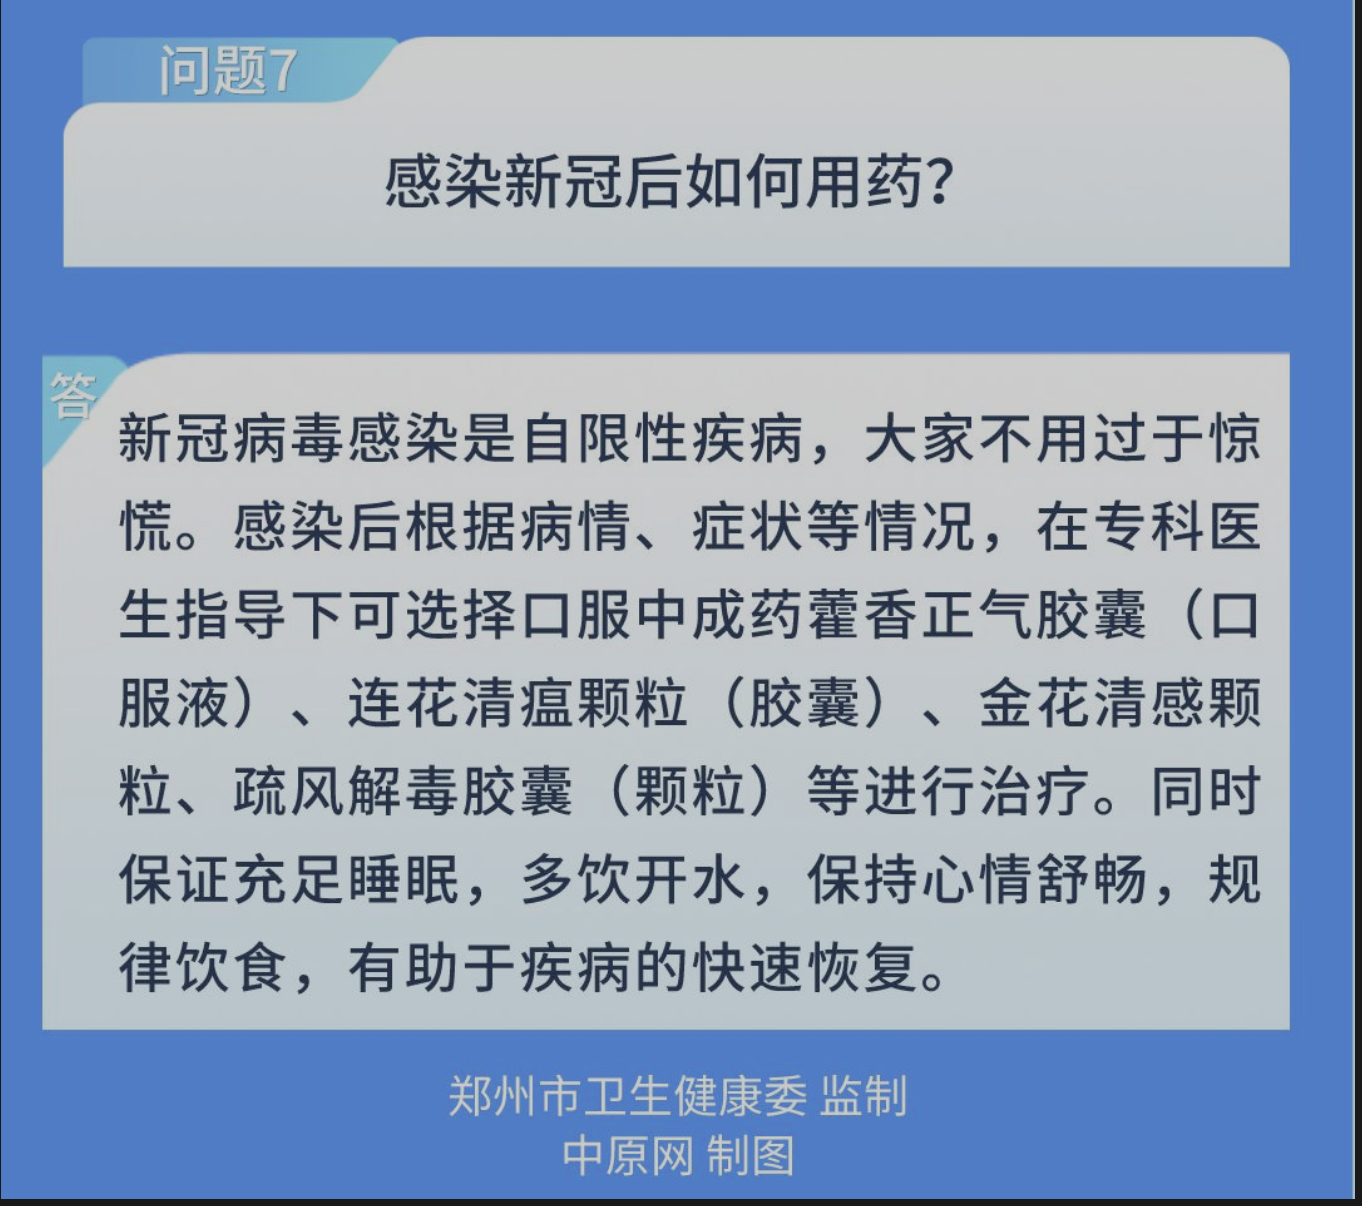 问题7
感染新冠后如何用药？
答
新冠病毒感染是自限性疾病，大家不用过于惊
慌。感染后根据病情、症状等情况，在专科医
生指导下可选择口服中成药藿香正气胶囊（口
服液）、连花清瘟颗粒（胶囊）、金花清感颗
粒、疏风解毒胶囊（颗粒）等进行治疗。同时
保证充足睡眠，多饮开水，保持心情舒畅，规
律饮食，有助于疾病的快速恢复。
郑州市卫生健康委 监制
中原网 制图